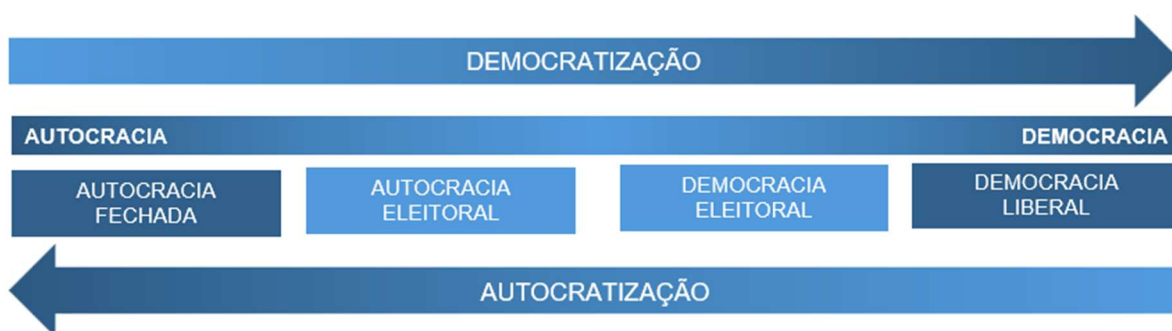 DEMOCRATIZAÇÃO
AUTOCRACIA
DEMOCRACIA
AUTOCRACIA
FECHADA
AUTOCRACIA
ELEITORAL
DEMOCRACIA
ELEITORAL
DEMOCRACIA
LIBERAL
AUTOCRATIZAÇÃO